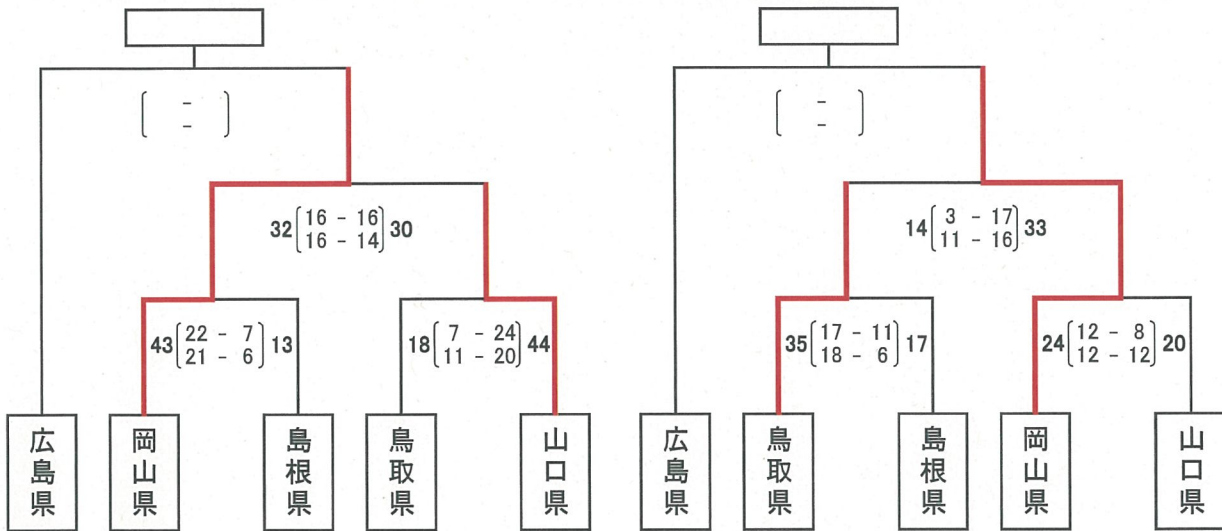 ( - )
( - )
32 ( 16 - 16 ) 30
( 16 - 14 )
43 ( 22 - 7 ) 13
( 21 - 6 )
18 ( 7 - 24 ) 44
( 11 - 20 )
広島県
岡山県
島根県
鳥取県
山口県
( - )
( - )
14 ( 3 - 17 ) 33
( 11 - 16 )
35 ( 17 - 11 ) 17
( 18 - 6 )
24 ( 12 - 8 ) 20
( 12 - 12 )
広島県
鳥取県
島根県
岡山県
山口県